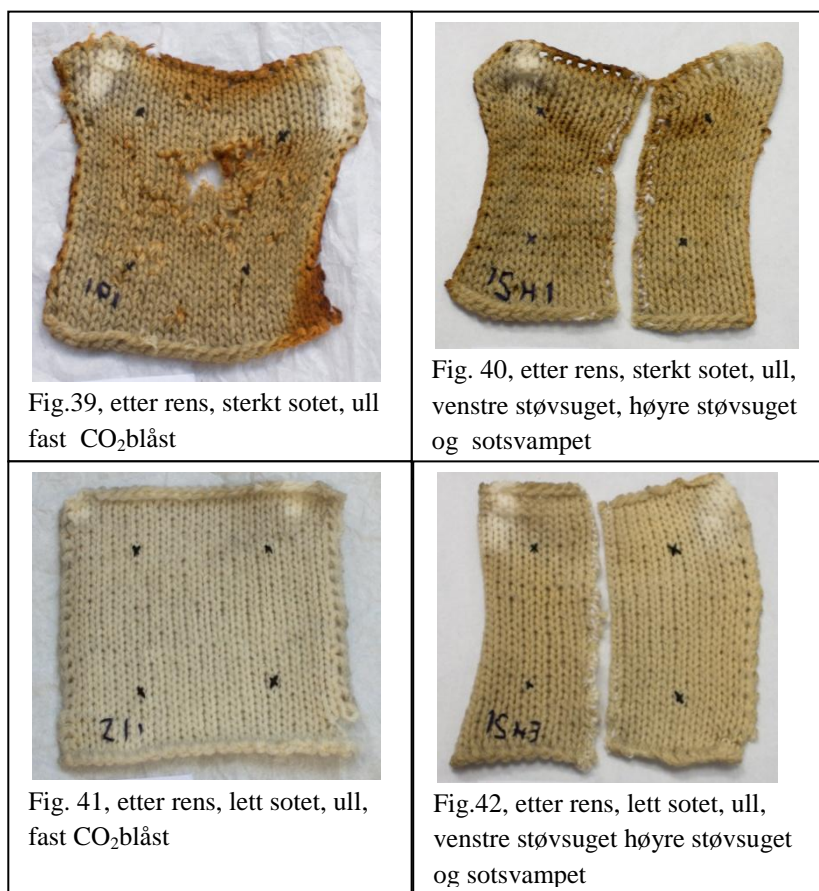 101
Fig.39, etter rens, sterkt sotet, ull
fast CO₂blåst
15H1
Fig. 40, etter rens, sterkt sotet, ull,
venstre støvsuget, høyre støvsuget
og sotsvampet
Fig. 41, etter rens, lett sotet, ull,
fast CO₂blåst
15H3
Fig.42, etter rens, lett sotet, ull,
venstre støvsuget høyre støvsuget
og sotsvampet